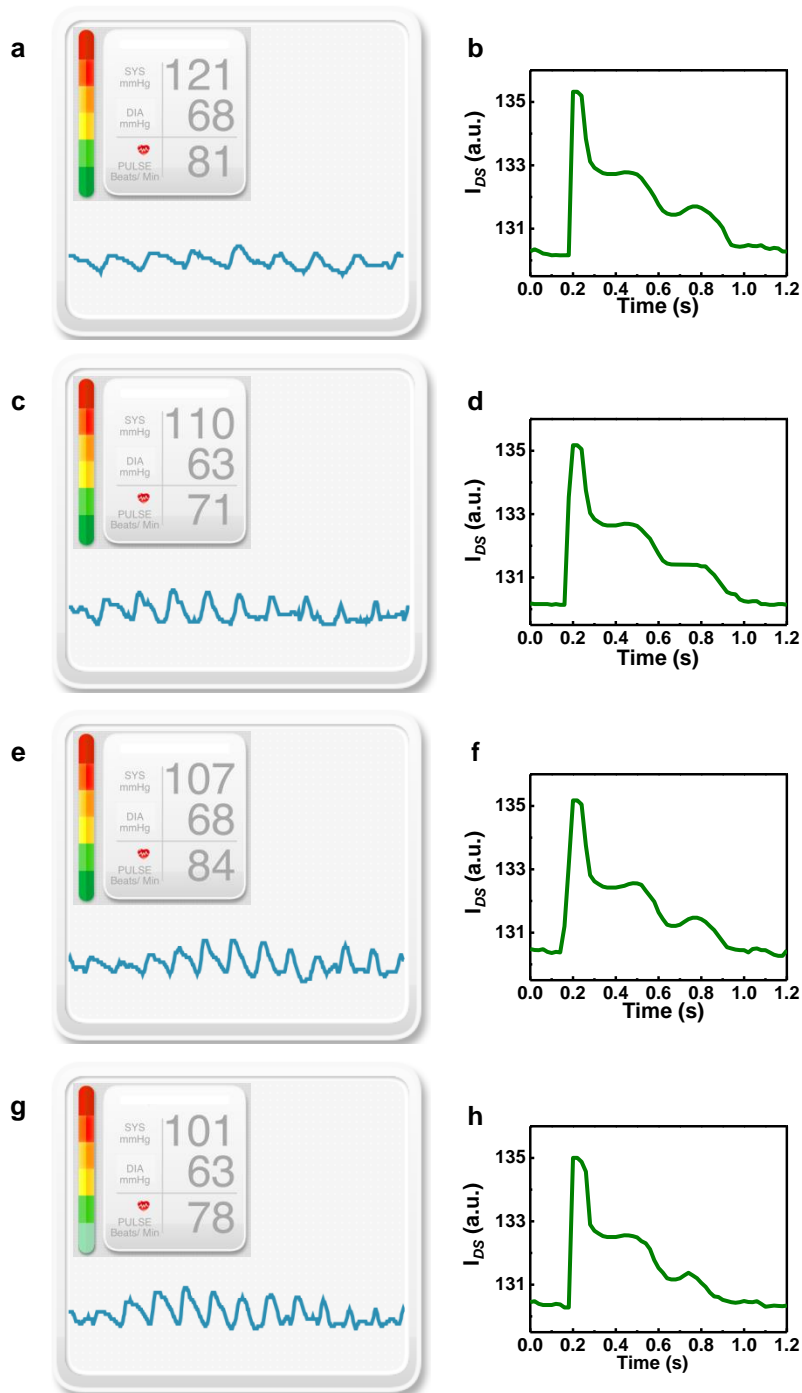 a
SYS
mmHg
121
DIA
mmHg
68
PULSE
Beats/ Min
81
b
135
133
131
I_DS (a.u.)
0.0 0.2 0.4 0.6 0.8 1.0 1.2
Time (s)
c
SYS
mmHg
110
DIA
mmHg
63
PULSE
Beats/ Min
71
d
135
133
131
I_DS (a.u.)
0.0 0.2 0.4 0.6 0.8 1.0 1.2
Time (s)
e
SYS
mmHg
107
DIA
mmHg
68
PULSE
Beats/ Min
84
f
135
133
131
I_DS (a.u.)
0.0 0.2 0.4 0.6 0.8 1.0 1.2
Time (s)
g
SYS
mmHg
101
DIA
mmHg
63
PULSE
Beats/ Min
78
h
135
133
131
I_DS (a.u.)
0.0 0.2 0.4 0.6 0.8 1.0 1.2
Time (s)